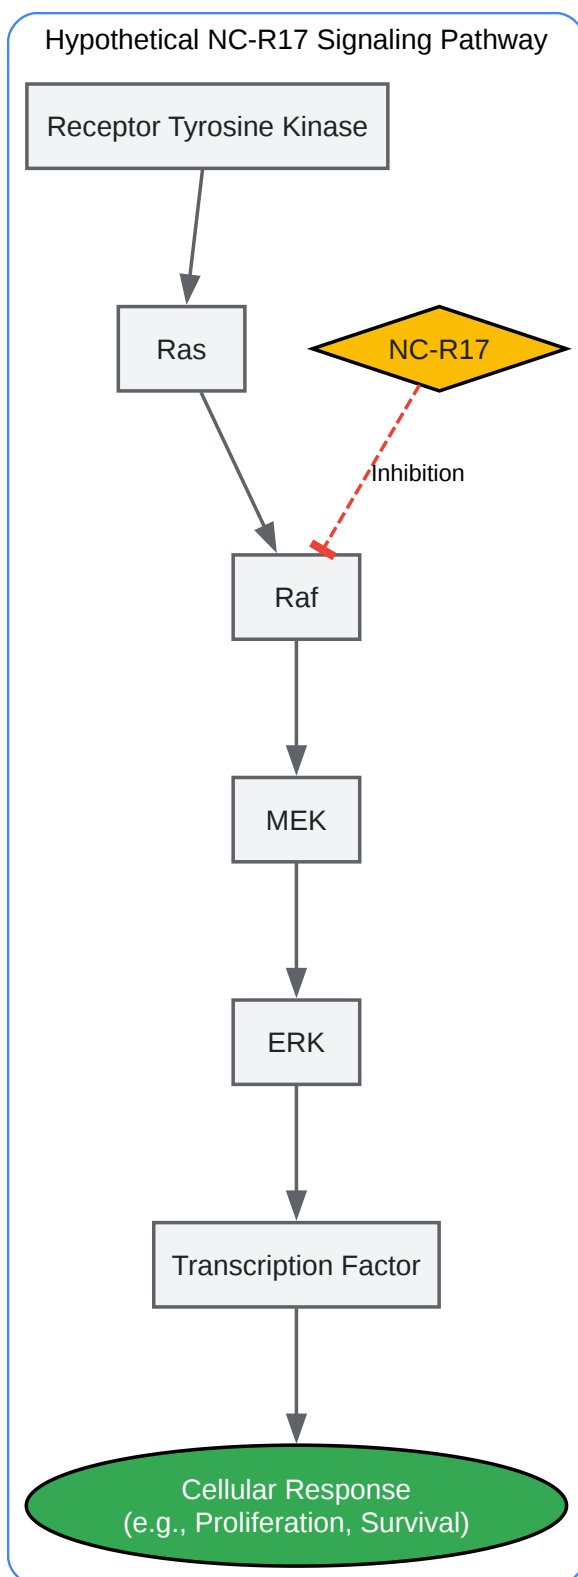 Hypothetical NC-R17 Signaling Pathway
Receptor Tyrosine Kinase
Ras
NC-R17
Inhibition
Raf
MEK
ERK
Transcription Factor
Cellular Response
(e.g., Proliferation, Survival)